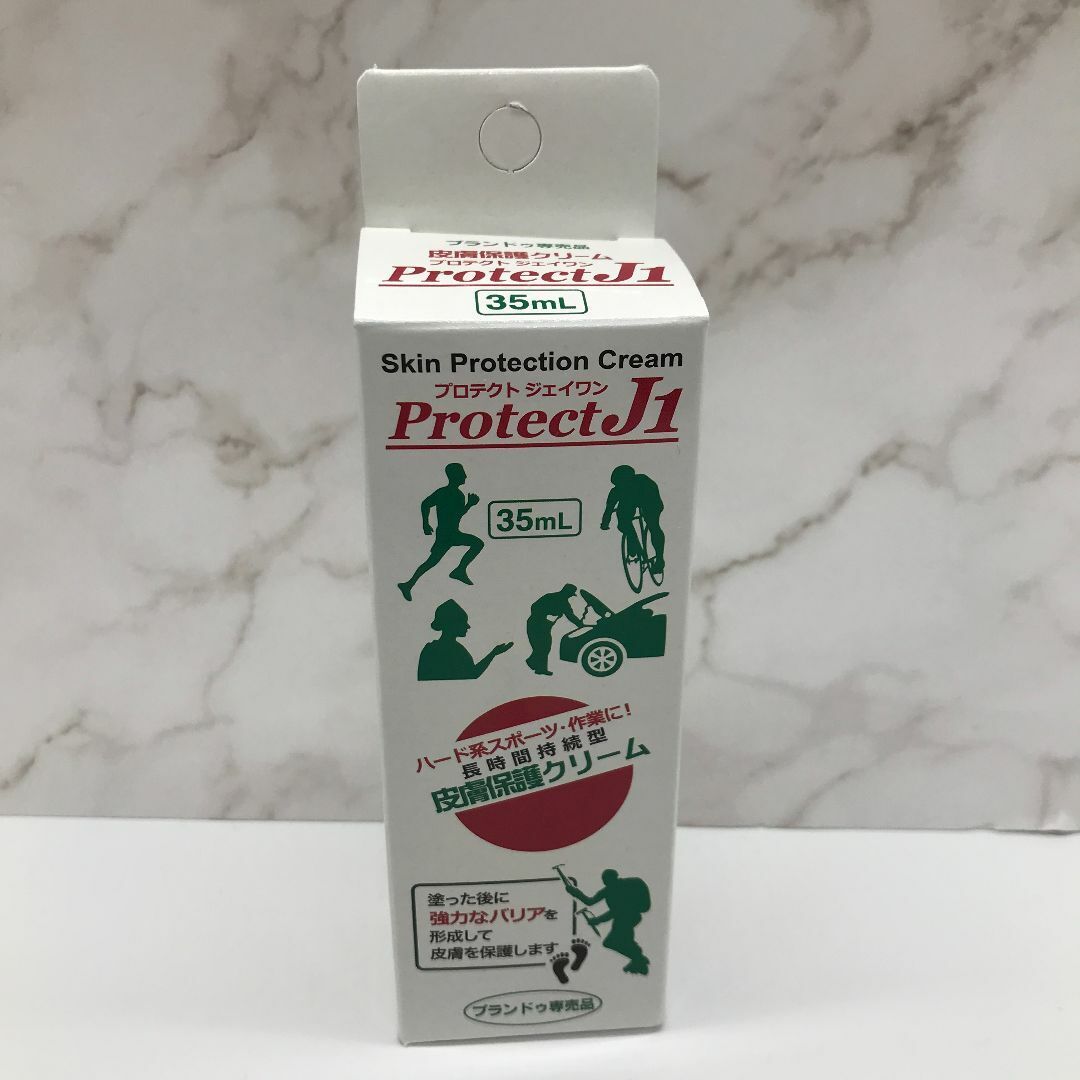 ブランドゥ専売品
皮膚保護クリーム
プロテクト ジェイワン
Protect J1
35mL
Skin Protection Cream
プロテクト ジェイワン
Protect J1
35mL
ハード系スポーツ・作業に!
長時間持続型
皮膚保護クリーム
塗った後に
強力なバリアを
形成して
皮膚を保護します
ブランドゥ専売品